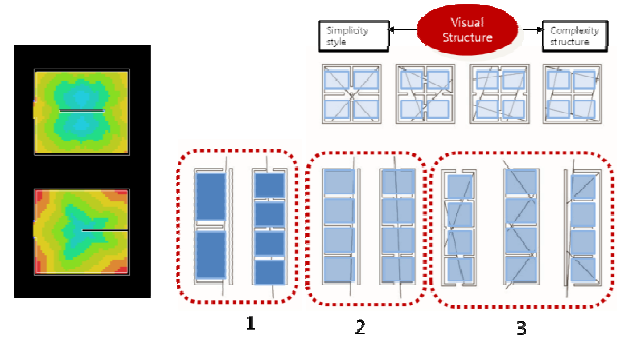 Visual
Structure
Simplicity
style
Complexity
structure
1
2
3